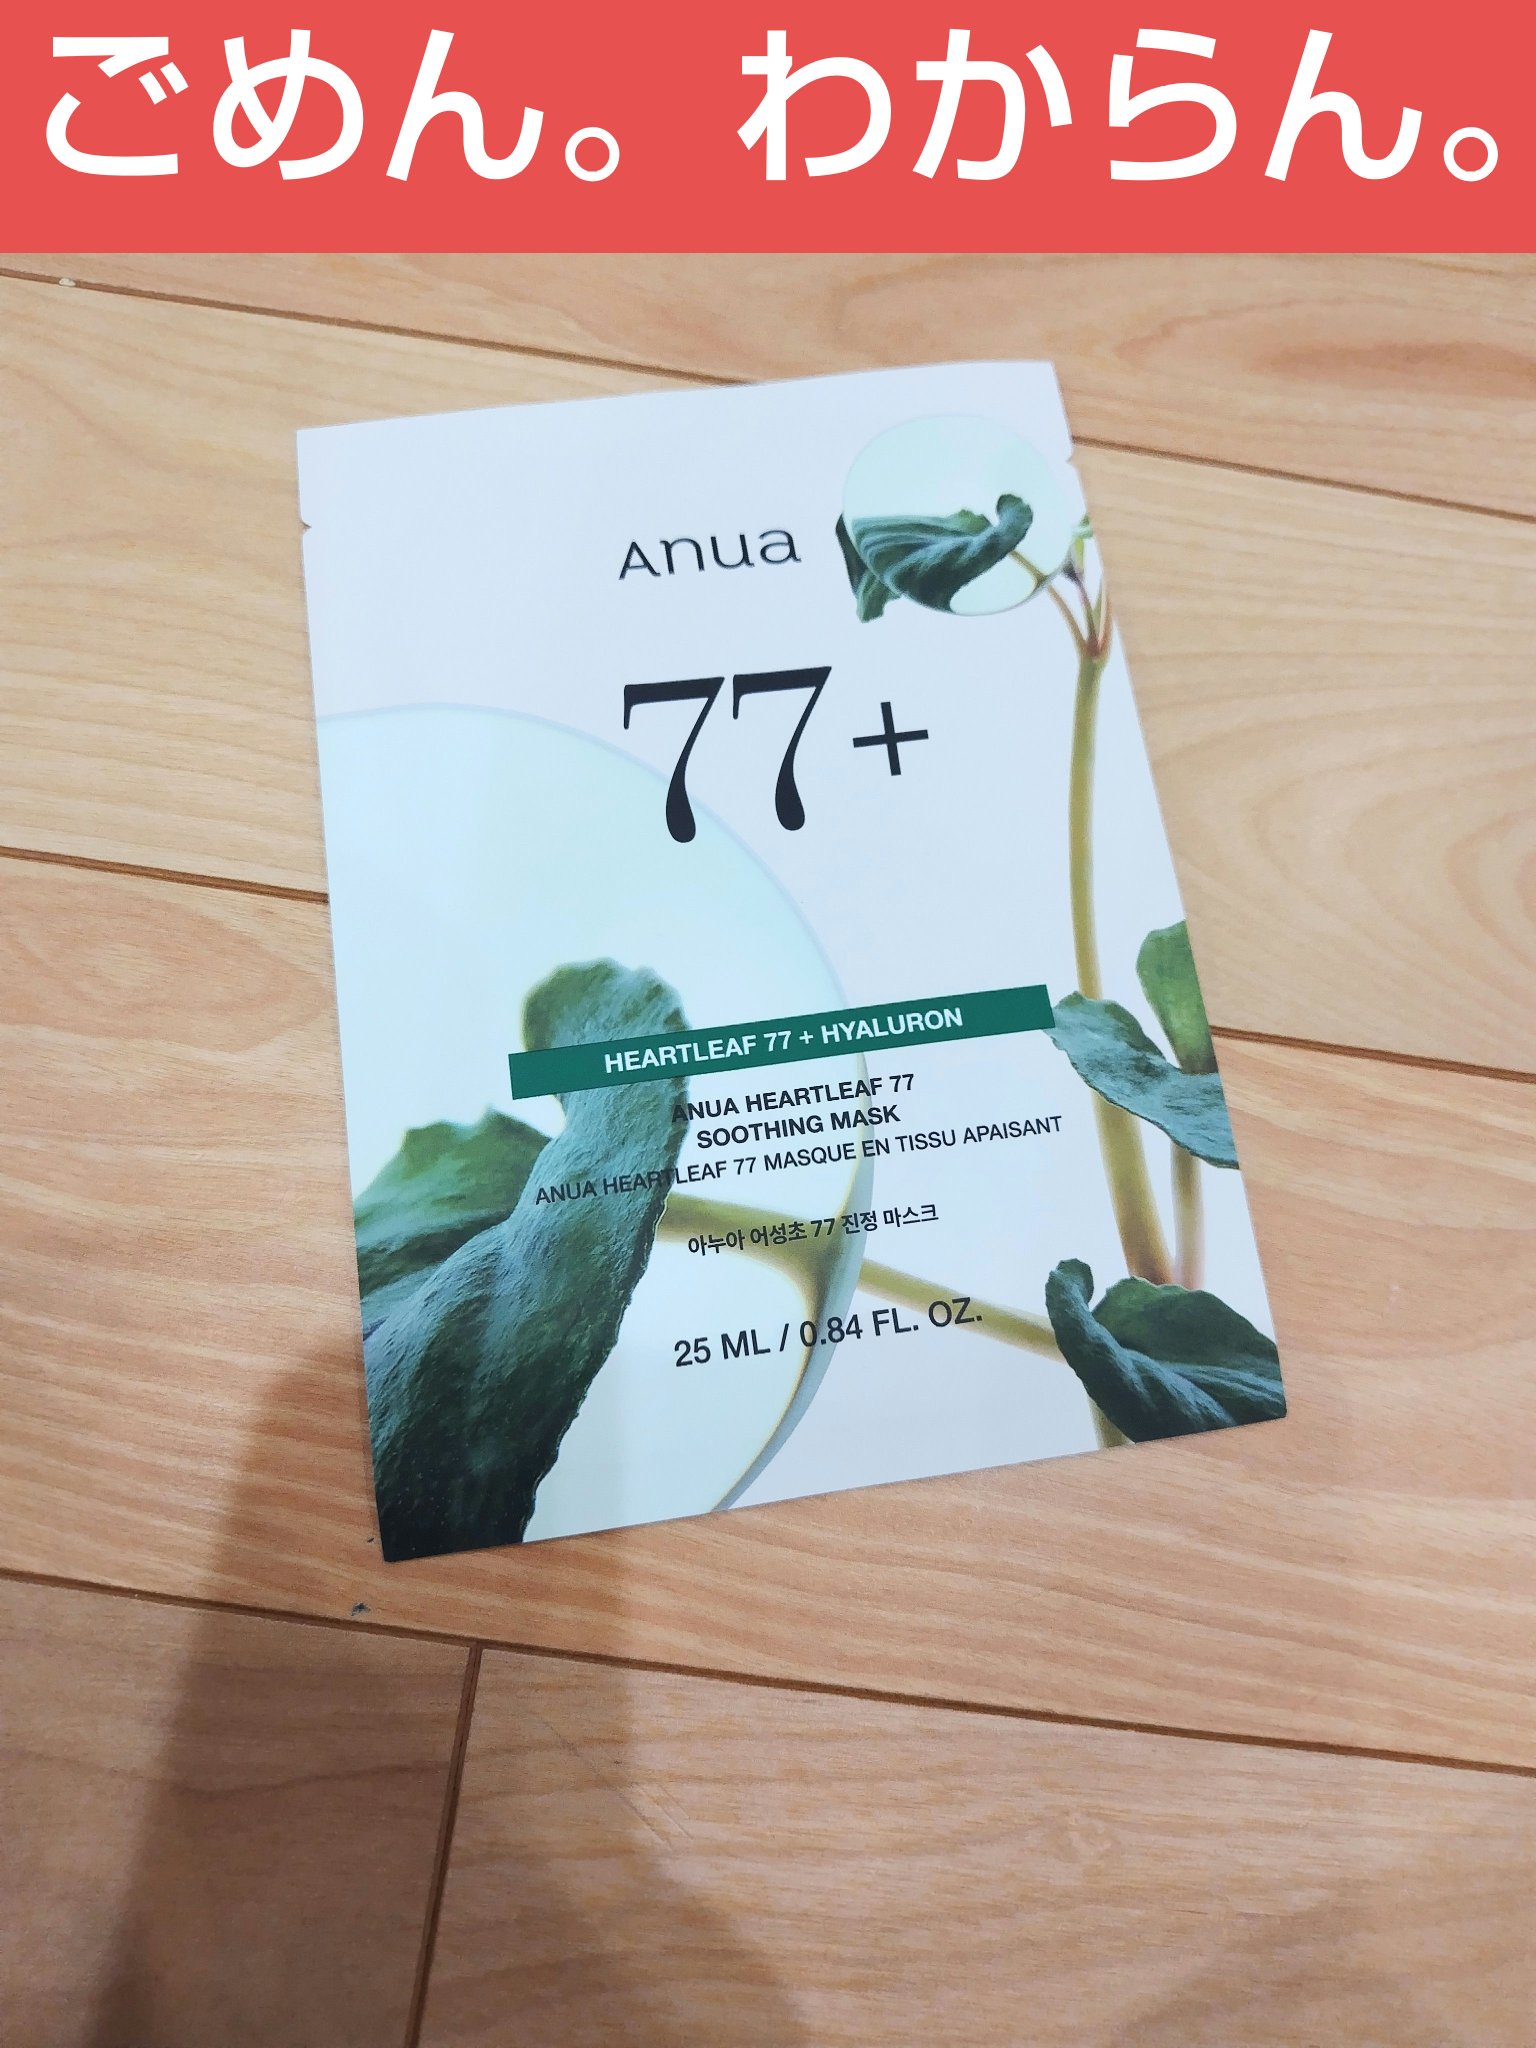 ごめん。わからん。
Anua
77+
HEARTLEAF 77 + HYALURON
ANUA HEARTLEAF 77
SOOTHING MASK
ANUA HEARTLEAF 77 MASQUE EN TISSU APAISANT
아누아 어성초 77 진정 마스크
25 ML / 0.84 FL. OZ.